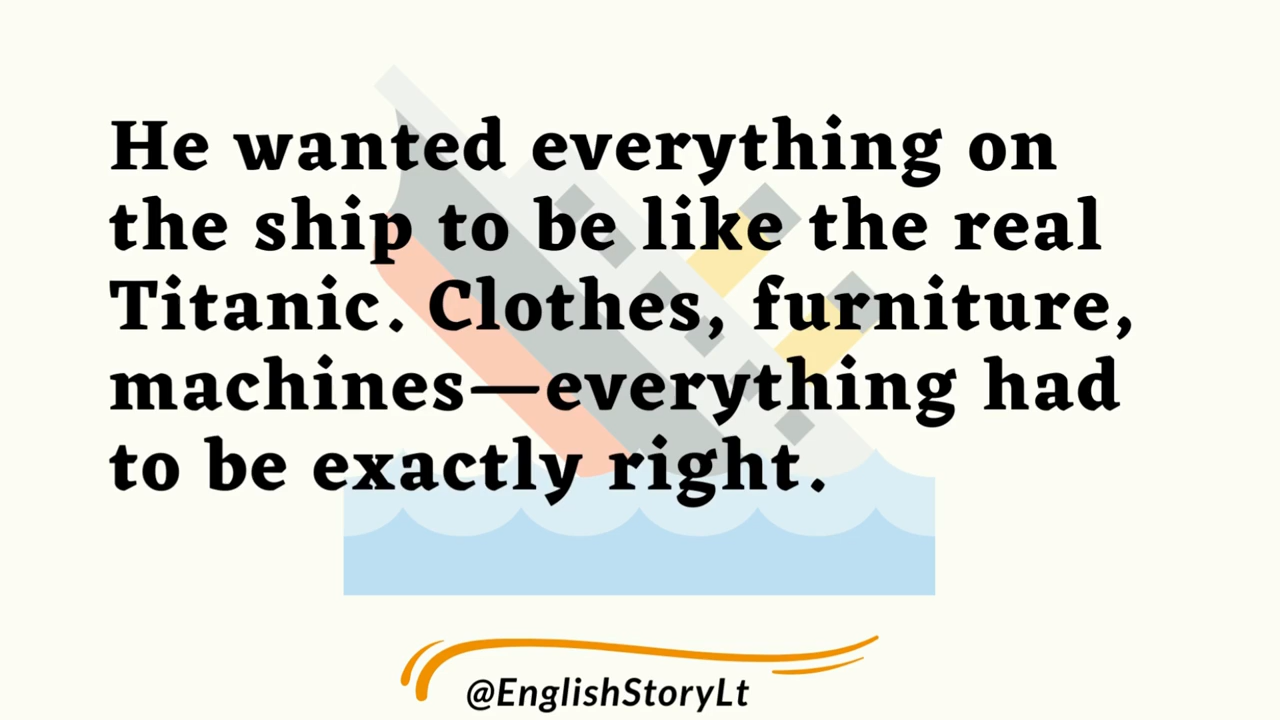 He wanted everything on
the ship to be like the real
Titanic. Clothes, furniture,
machines—everything had
to be exactly right.
@EnglishStoryLt